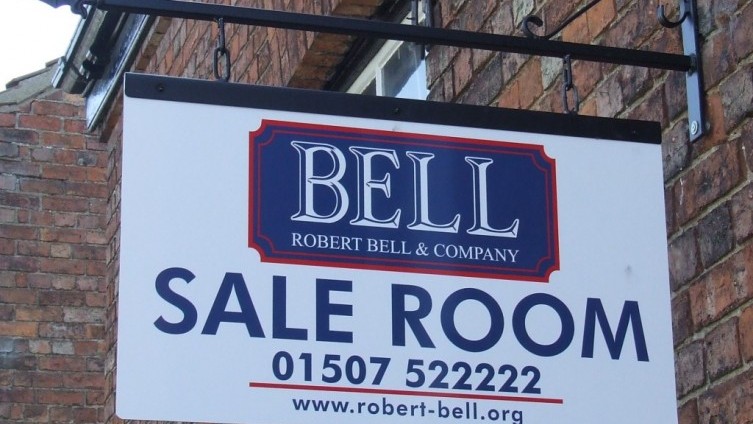 BELL
ROBERT BELL & COMPANY
SALE ROOM
01507 522222
www.robert-bell.org